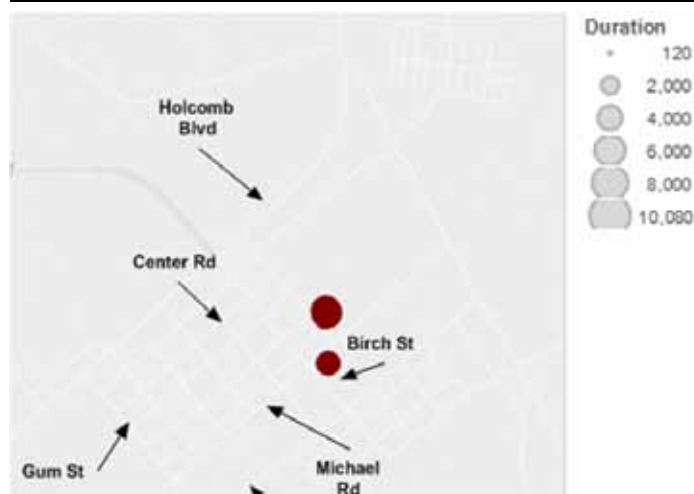 Duration
120
2,000
4,000
6,000
8,000
10,080
Holcomb
Blvd
Center Rd
Birch St
Gum St
Michael
Rd